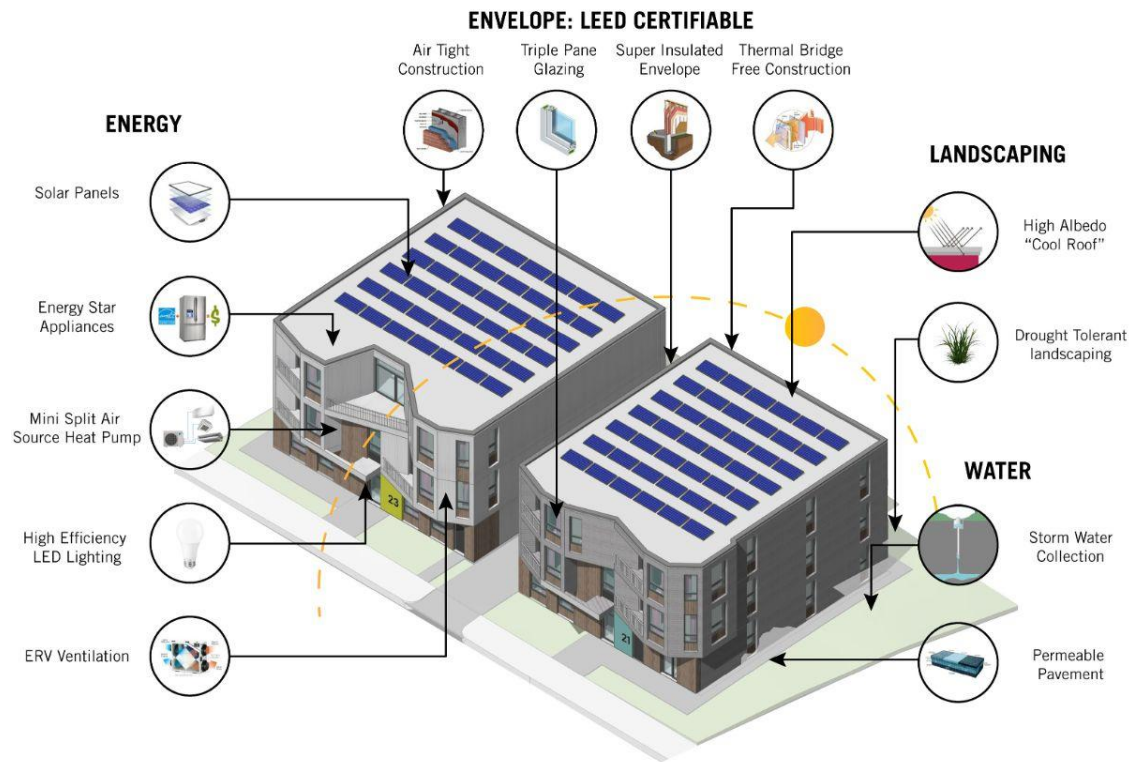 ENVELOPE: LEED CERTIFIABLE
Air Tight
Construction
Triple Pane
Glazing
Super Insulated
Envelope
Thermal Bridge
Free Construction
ENERGY
Solar Panels
Energy Star
Appliances
Mini Split Air
Source Heat Pump
High Efficiency
LED Lighting
ERV Ventilation
LANDSCAPING
High Albedo
“Cool Roof”
Drought Tolerant
landscaping
WATER
Storm Water
Collection
Permeable
Pavement
23
21